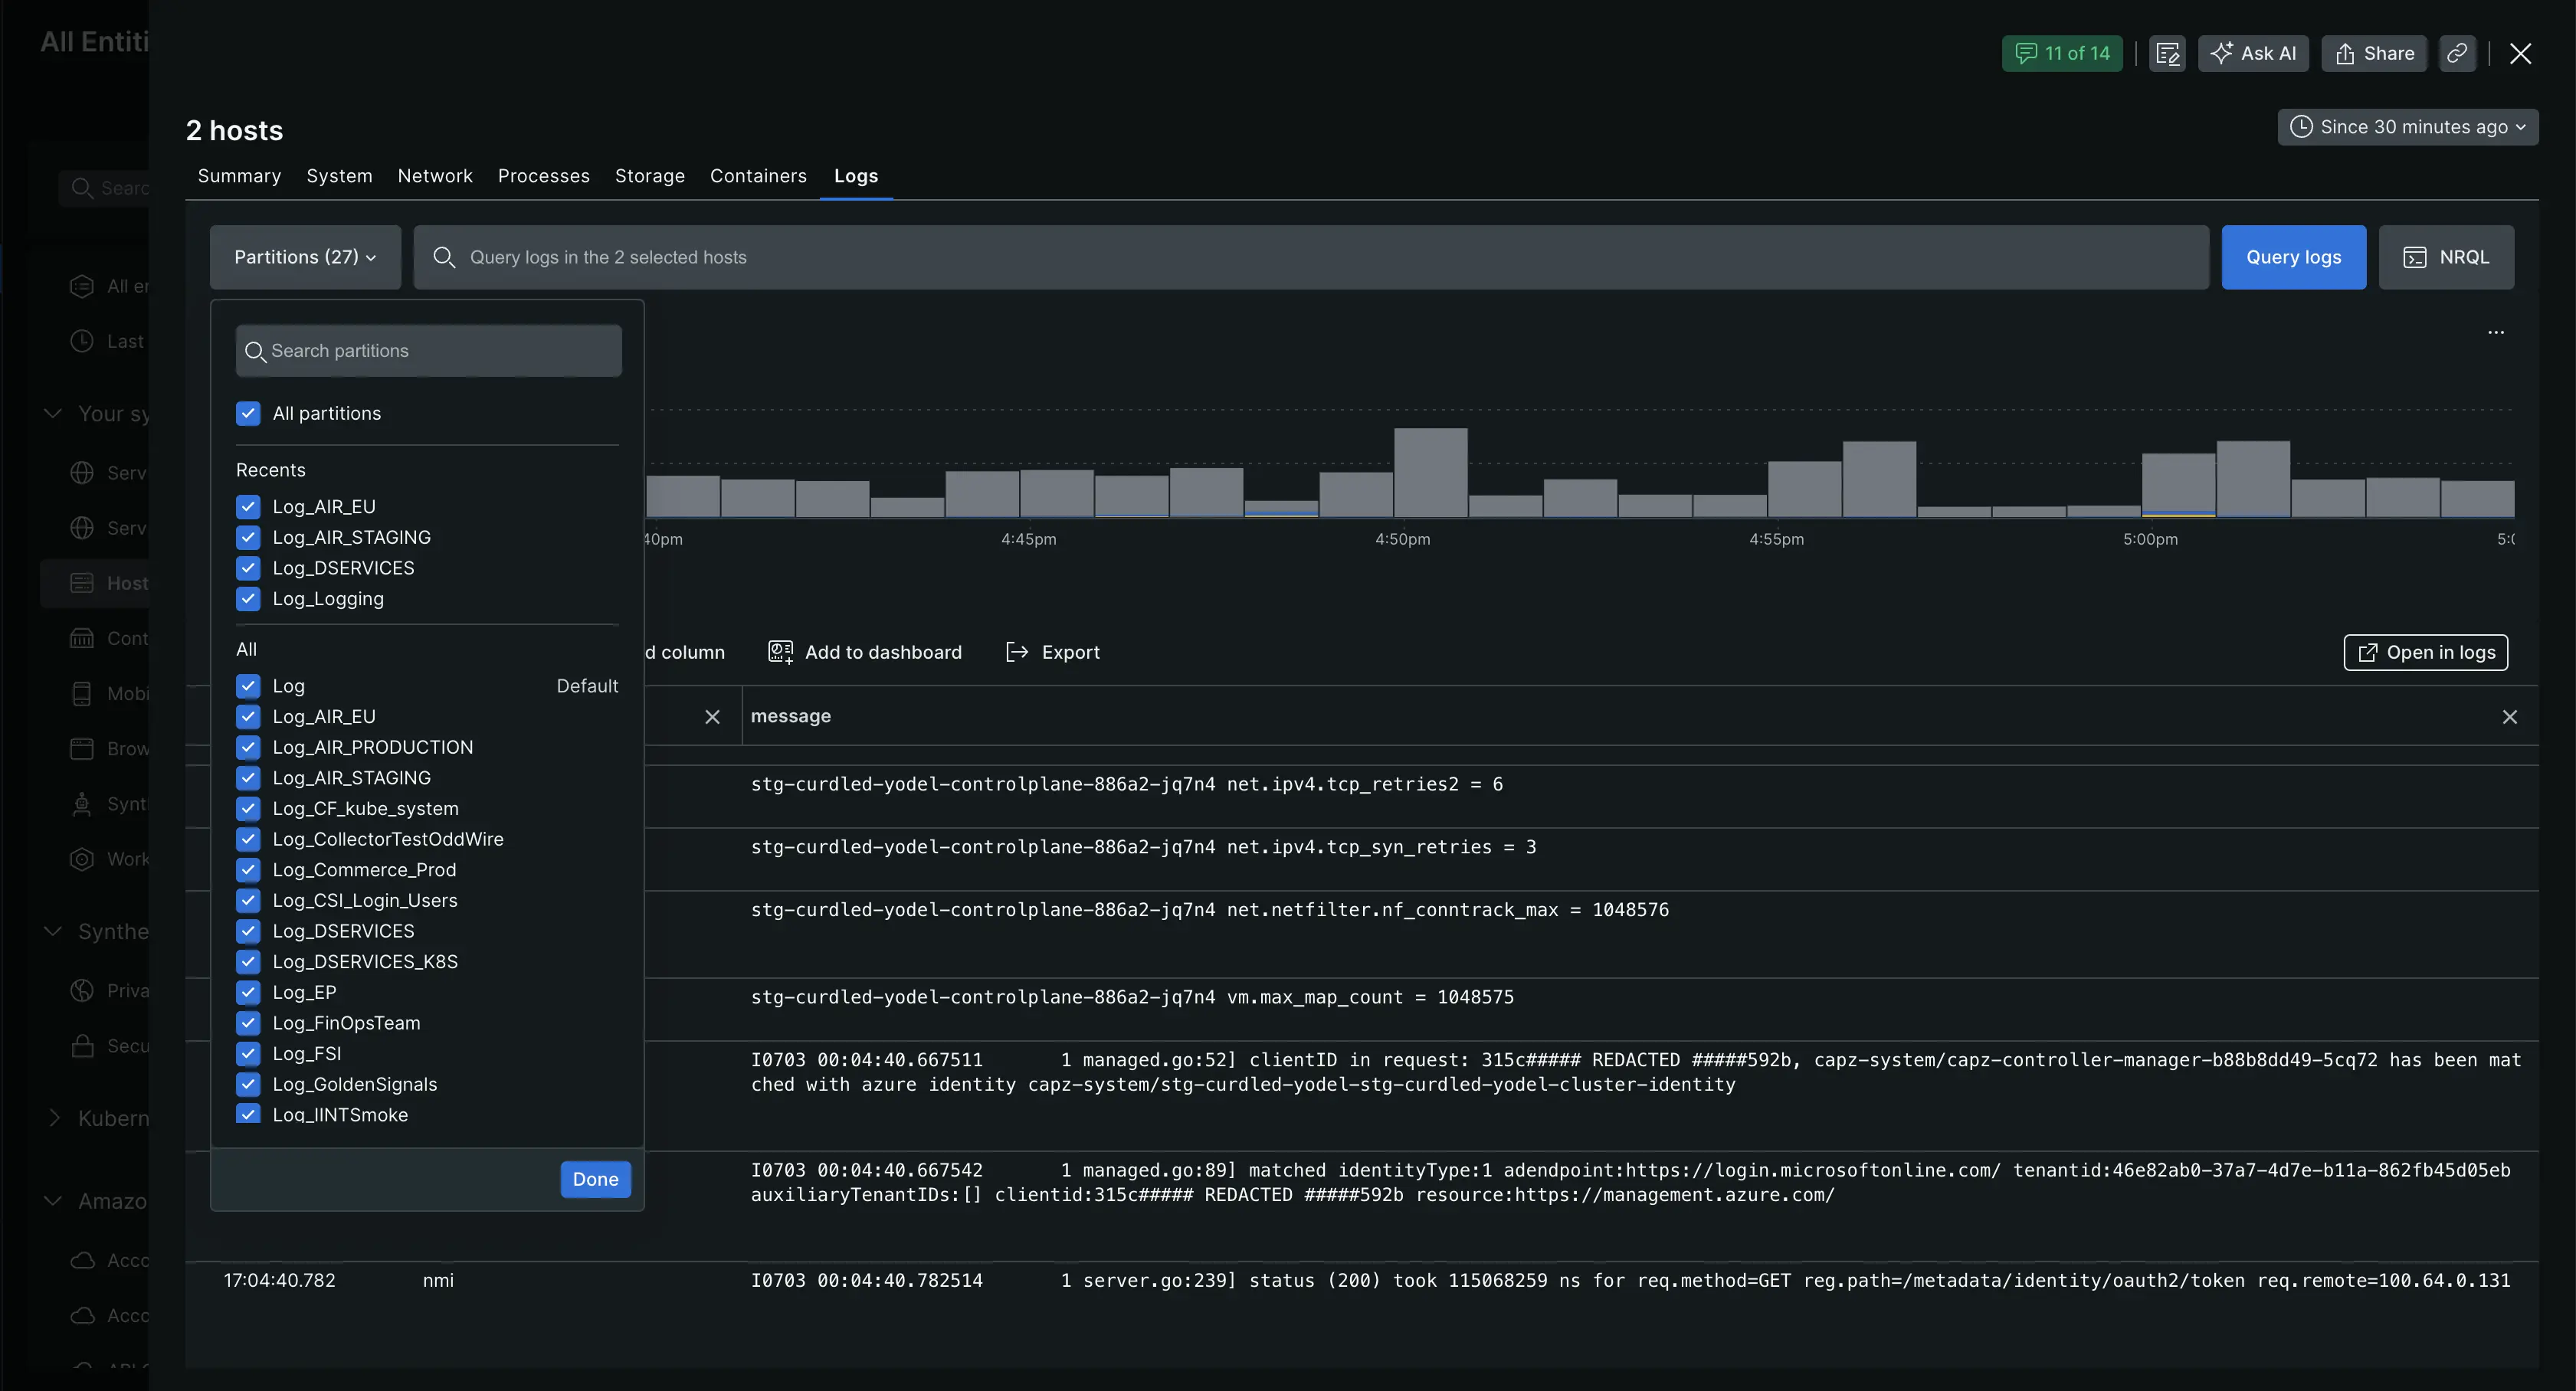 All Entiti
11 of 14
Ask AI
Share
2 hosts
Since 30 minutes ago
Summary System Network Processes Storage Containers Logs
Partitions (27)
Query logs in the 2 selected hosts
Query logs
NRQL
Searc
All er
Last
Your sy
Serv
Serv
Host
Cont
Mobi
Brow
Synt
Work
Synthe
Priva
Secu
Kubern
Amazo
Acco
Acco
Search partitions
All partitions
Recents
Log_AIR_EU
Log_AIR_STAGING
Log_DSERVICES
Log_Logging
All
Log Default
Log_AIR_EU
Log_AIR_PRODUCTION
Log_AIR_STAGING
Log_CF_kube_system
Log_CollectorTestOddWire
Log_Commerce_Prod
Log_CSI_Login_Users
Log_DSERVICES
Log_DSERVICES_K8S
Log_EP
Log_FinOpsTeam
Log_FSI
Log_GoldenSignals
Log_IINTSmoke
Done
...
40pm 4:45pm 4:50pm 4:55pm 5:00pm 5:0
d column
Add to dashboard
Export
Open in logs
message
stg-curdled-yodel-controlplane-886a2-jq7n4 net.ipv4.tcp_retries2 = 6
stg-curdled-yodel-controlplane-886a2-jq7n4 net.ipv4.tcp_syn_retries = 3
stg-curdled-yodel-controlplane-886a2-jq7n4 net.netfilter.nf_conntrack_max = 1048576
stg-curdled-yodel-controlplane-886a2-jq7n4 vm.max_map_count = 1048575
I0703 00:04:40.667511 1 managed.go:52] clientID in request: 315c##### REDACTED #####592b, capz-system/capz-controller-manager-b88b8dd49-5cq72 has been mat
ched with azure identity capz-system/stg-curdled-yodel-stg-curdled-yodel-cluster-identity
I0703 00:04:40.667542 1 managed.go:89] matched identityType:1 adendpoint:https://login.microsoftonline.com/ tenantid:46e82ab0-37a7-4d7e-b11a-862fb45d05eb
auxiliaryTenantIDs:[] clientid:315c##### REDACTED #####592b resource:https://management.azure.com/
17:04:40.782 nmi I0703 00:04:40.782514 1 server.go:239] status (200) took 115068259 ns for req.method=GET reg.path=/metadata/identity/oauth2/token req.remote=100.64.0.131